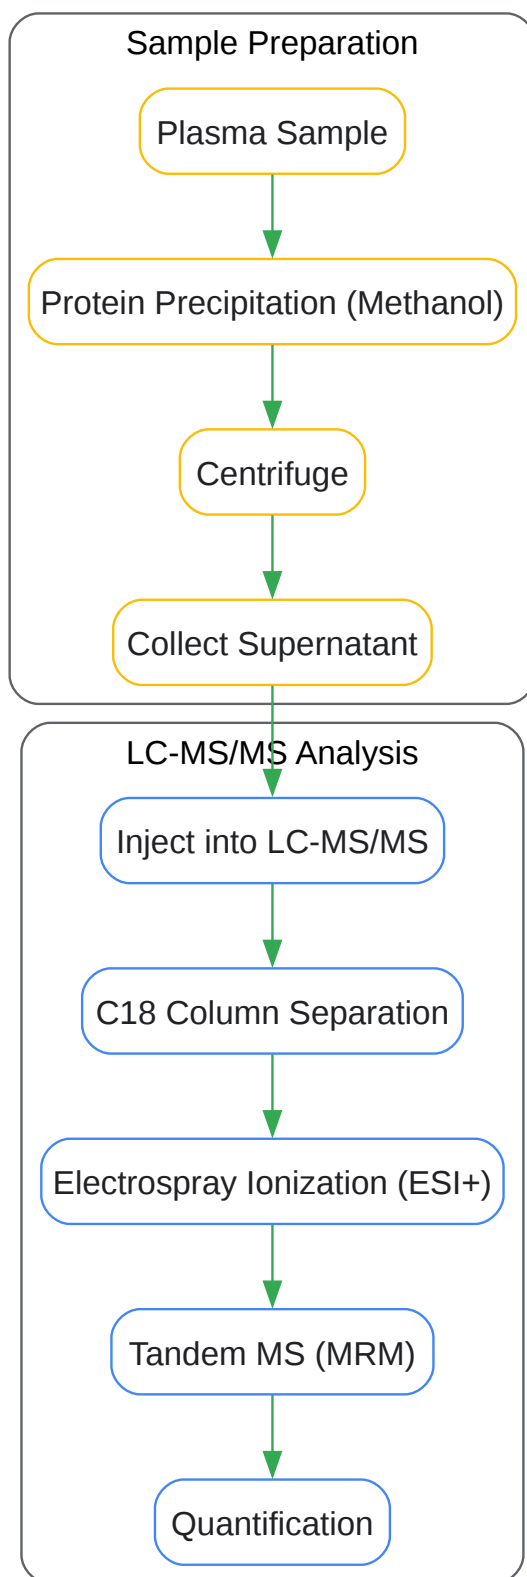 Sample Preparation
Plasma Sample
Protein Precipitation (Methanol)
Centrifuge
Collect Supernatant
LC-MS/MS Analysis
Inject into LC-MS/MS
C18 Column Separation
Electrospray Ionization (ESI+)
Tandem MS (MRM)
Quantification